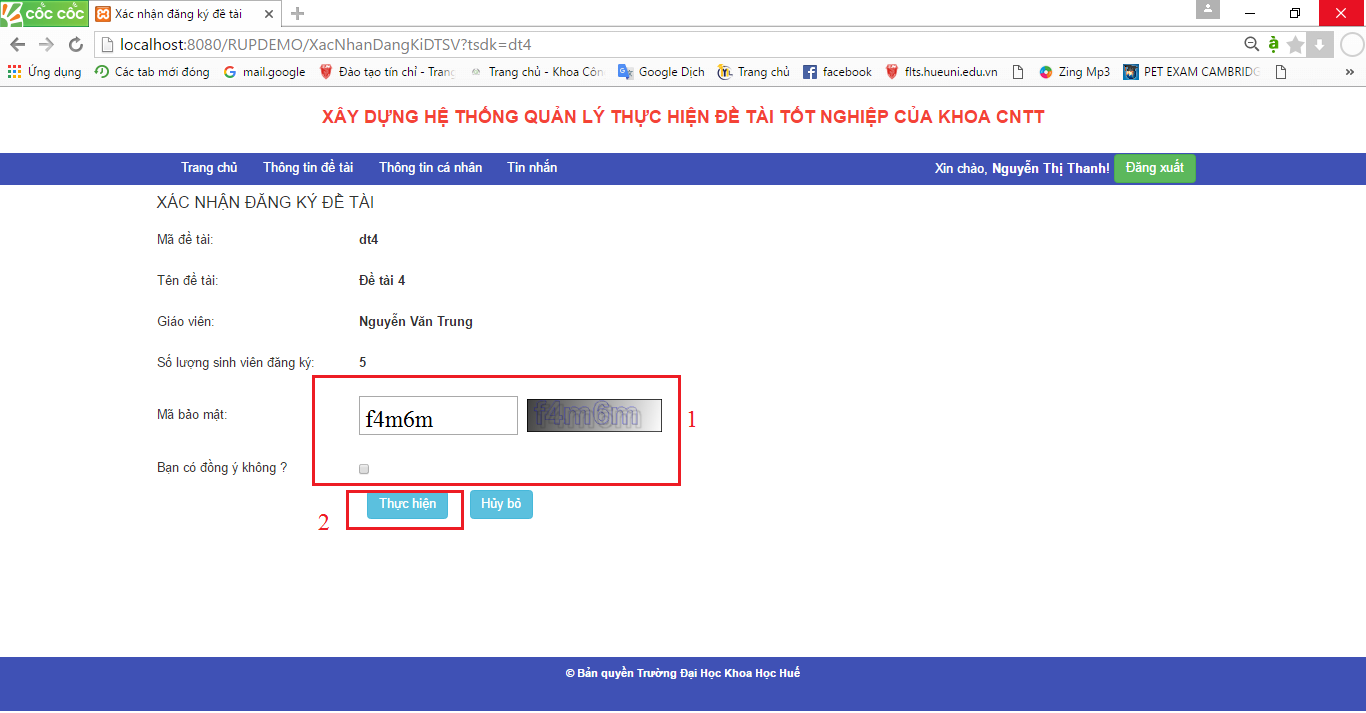 cốc cốc Xác nhận đăng ký đề tài
localhost:8080/RUPDEMO/XacNhanDangKiDTSV?tsdk=dt4
Ứng dụng Các tab mới đóng mail.google Đào tạo tín chỉ - Trang Trang chủ - Khoa Côn Google Dịch Trang chủ facebook flts.hueuni.edu.vn Zing Mp3 PET EXAM CAMBRIDG »
XÂY DỰNG HỆ THỐNG QUẢN LÝ THỰC HIỆN ĐỀ TÀI TỐT NGHIỆP CỦA KHOA CNTT
Trang chủ Thông tin đề tài Thông tin cá nhân Tin nhắn Xin chào, Nguyễn Thị Thanh! Đăng xuất
XÁC NHẬN ĐĂNG KÝ ĐỀ TÀI
Mã đề tài: dt4
Tên đề tài: Đề tài 4
Giáo viên: Nguyễn Văn Trung
Số lượng sinh viên đăng ký: 5
Mã bảo mật: f4m6m f4m6m 1
Bạn có đồng ý không ?
2 Thực hiện Hủy bỏ
© Bản quyền Trường Đại Học Khoa Học Huế